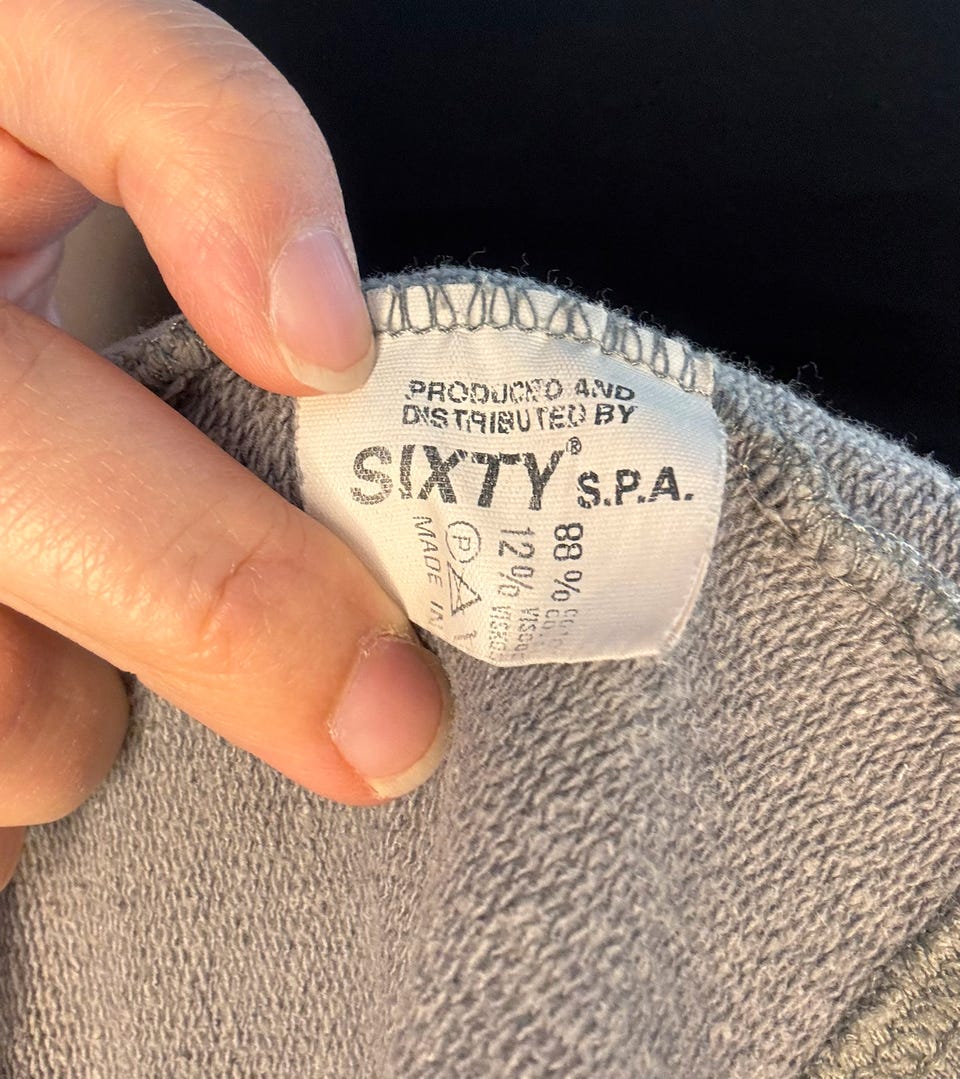 PRODUCED AND
DISTRIBUTED BY
SIXTY® S.P.A.
88%
12%
P
MADE IN